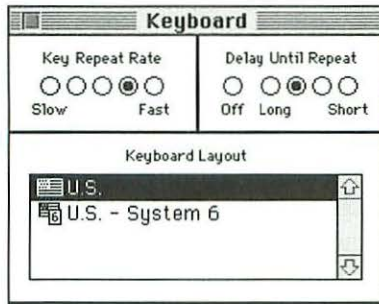 Keyboard
Key Repeat Rate
Slow Fast
Delay Until Repeat
Off Long Short
Keyboard Layout
U.S.
U.S. - System 6